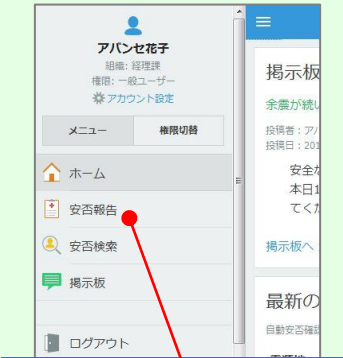 アバンセ花子
組織: 経理課
権限: 一般ユーザー
アカウント設定
メニュー
権限切替
ホーム
安否報告
安否検索
掲示板
ログアウト
掲示板
余震が続い
投稿者：アバ
投稿日：201
安全な
本日1
てくだ
掲示板へ
最新の
自動安否確認